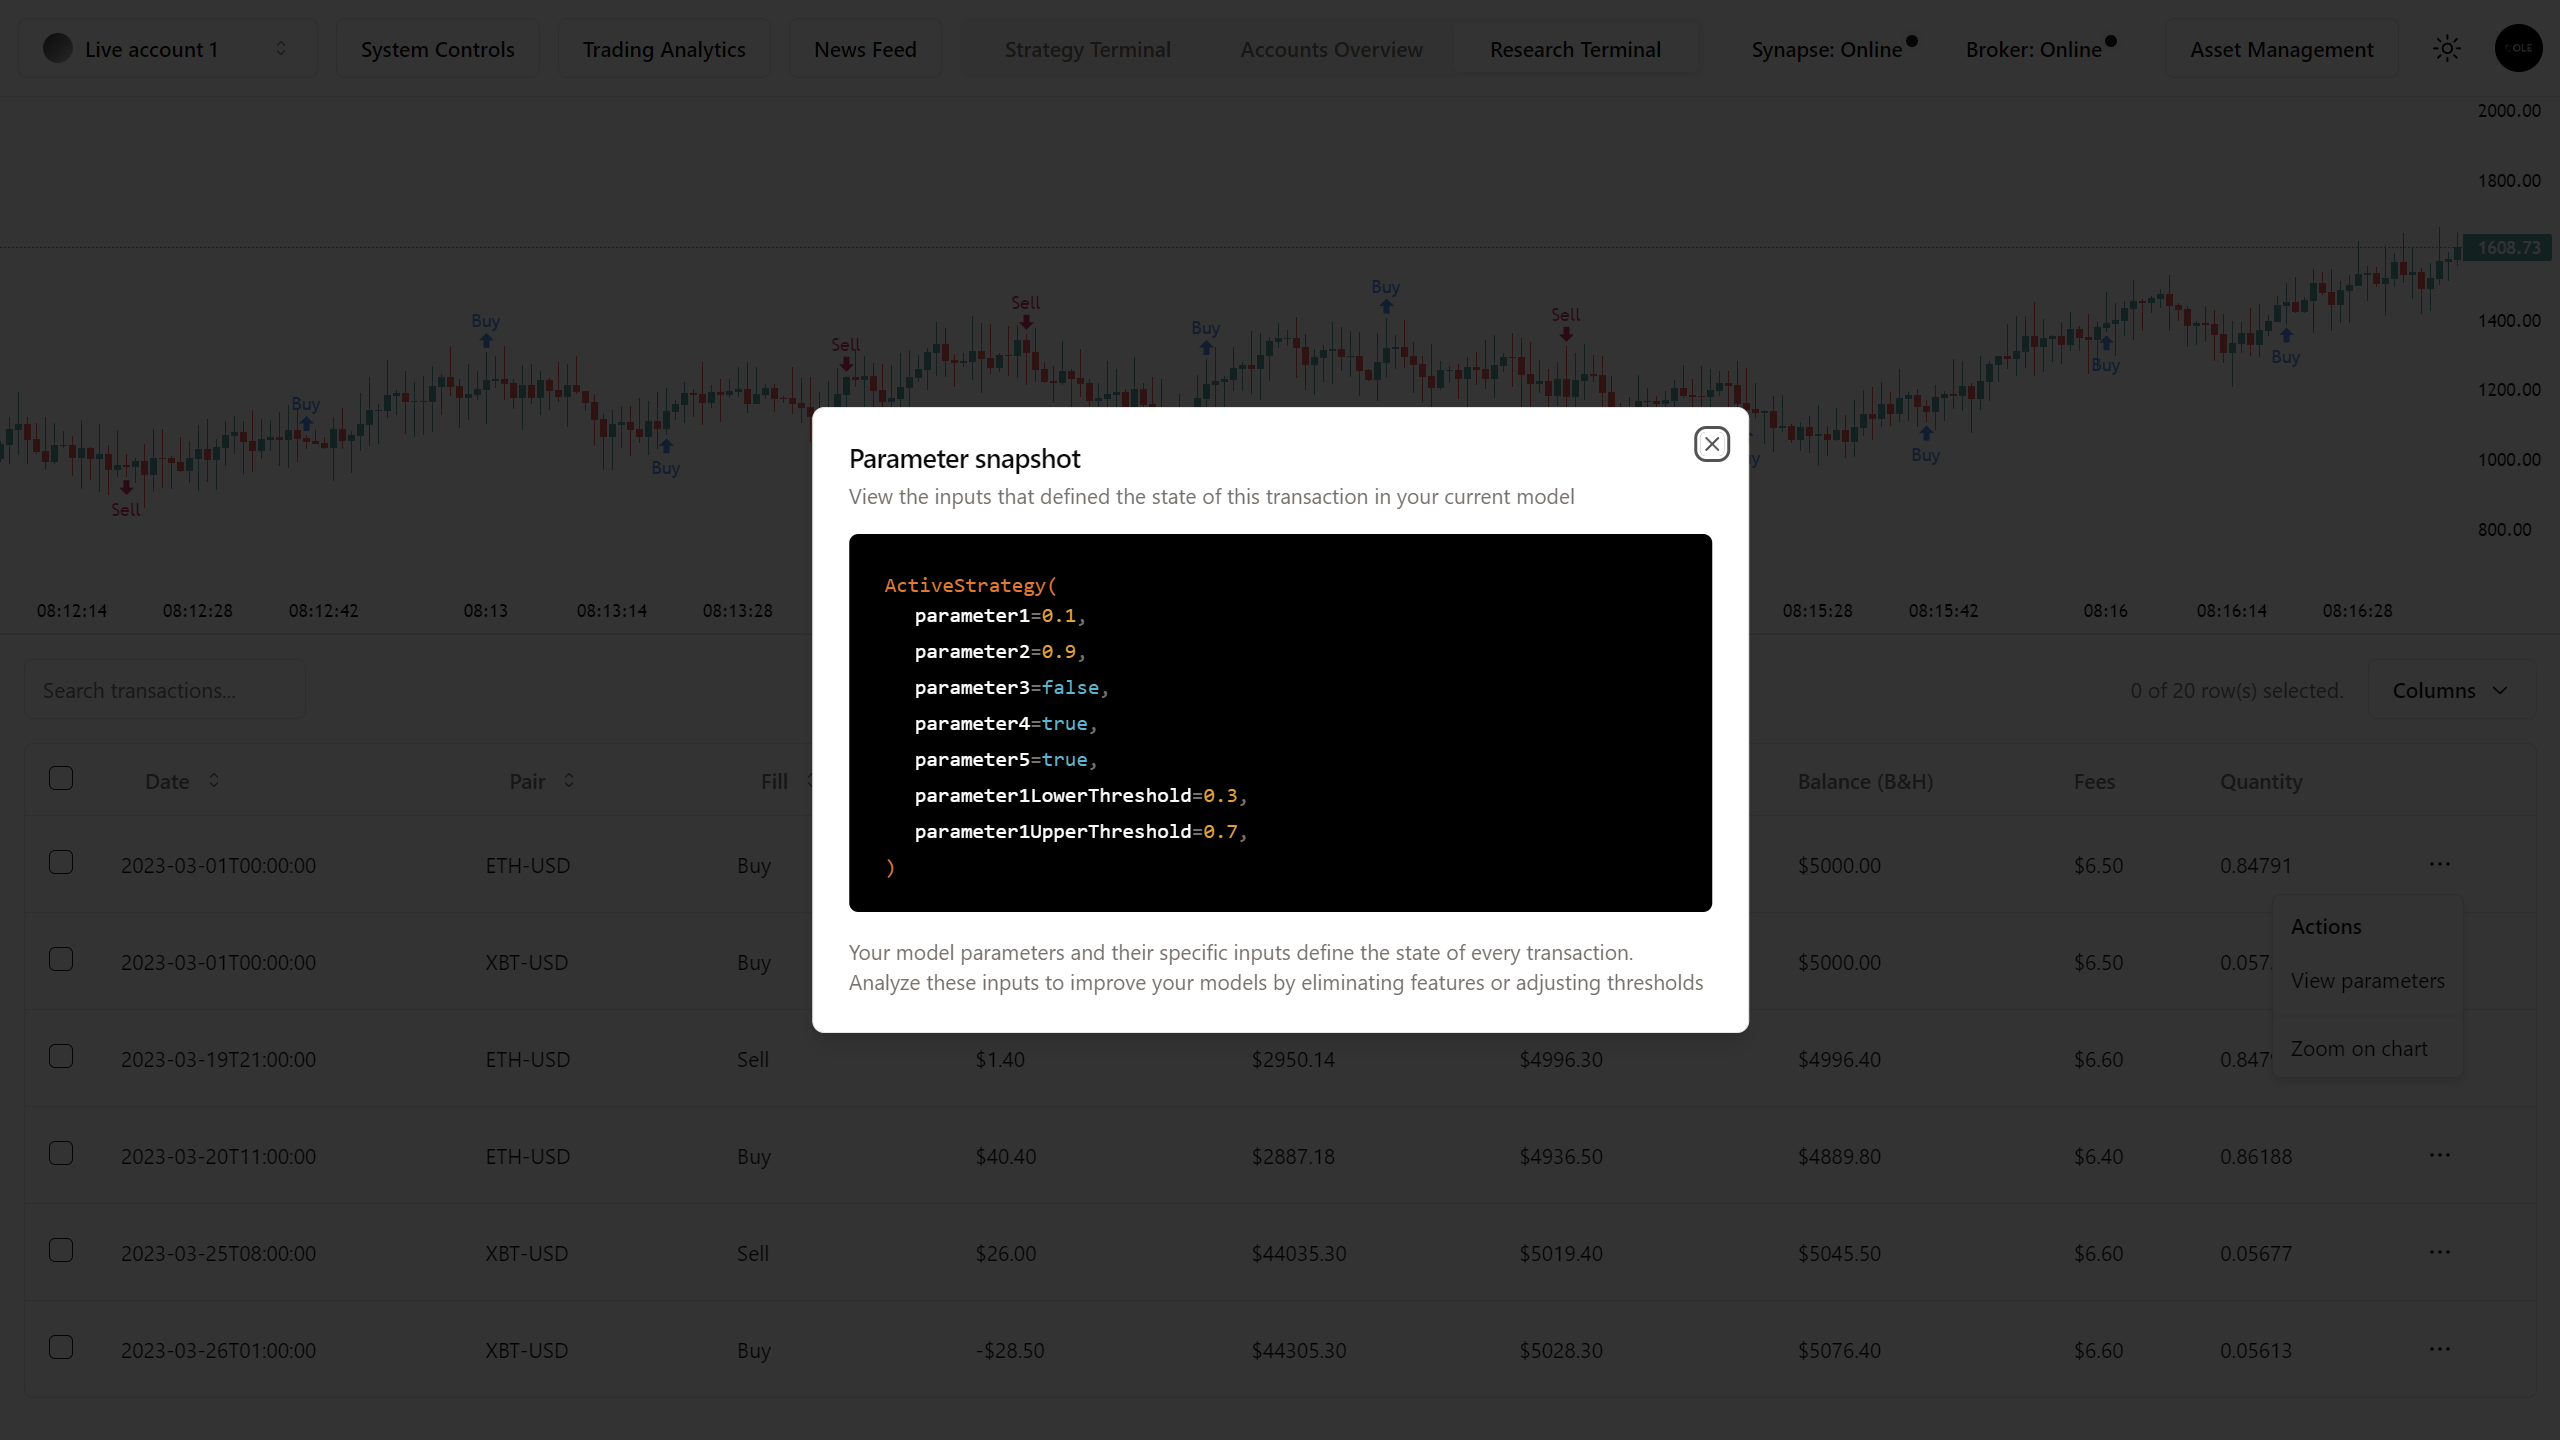 Live account 1
System Controls
Trading Analytics
News Feed
Strategy Terminal
Accounts Overview
Research Terminal
Synapse: Online
Broker: Online
Asset Management
2000.00
1800.00
1608.73
1400.00
1200.00
1000.00
800.00
Sell
Buy
Buy
Buy
Sell
Sell
Buy
Buy
Sell
Buy
Buy
Buy
08:12:14
08:12:28
08:12:42
08:13
08:13:14
08:13:28
08:15:28
08:15:42
08:16
08:16:14
08:16:28
Parameter snapshot
View the inputs that defined the state of this transaction in your current model
ActiveStrategy(
parameter1=0.1,
parameter2=0.9,
parameter3=false,
parameter4=true,
parameter5=true,
parameter1LowerThreshold=0.3,
parameter1UpperThreshold=0.7,
)
Your model parameters and their specific inputs define the state of every transaction.
Analyze these inputs to improve your models by eliminating features or adjusting thresholds
Search transactions...
0 of 20 row(s) selected.
Columns
Date Pair Fill Balance (B&H) Fees Quantity
2023-03-01T00:00:00 ETH-USD Buy $5000.00 $6.50 0.84791 ...
2023-03-01T00:00:00 XBT-USD Buy $5000.00 $6.50 0.057
2023-03-19T21:00:00 ETH-USD Sell $1.40 $2950.14 $4996.30 $4996.40 $6.60 0.847
2023-03-20T11:00:00 ETH-USD Buy $40.40 $2887.18 $4936.50 $4889.80 $6.40 0.86188 ...
2023-03-25T08:00:00 XBT-USD Sell $26.00 $44035.30 $5019.40 $5045.50 $6.60 0.05677 ...
2023-03-26T01:00:00 XBT-USD Buy -$28.50 $44305.30 $5028.30 $5076.40 $6.60 0.05613 ...
Actions
View parameters
Zoom on chart